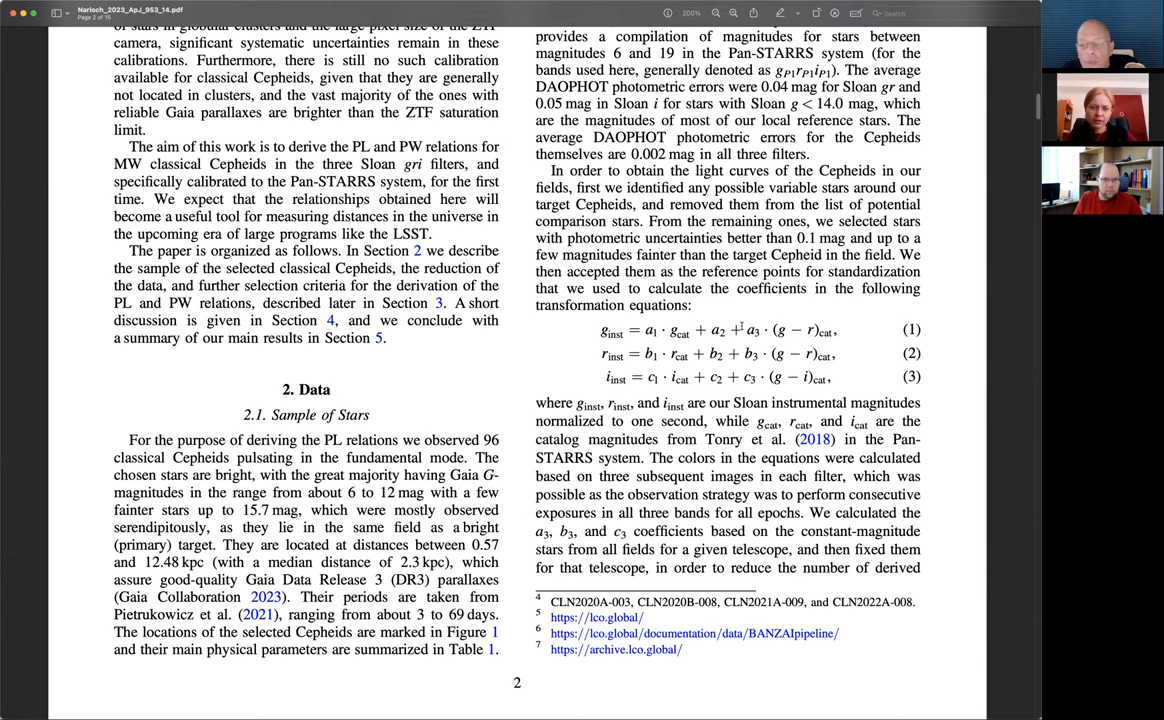 Narloch_2023_ApJ_953_14.pdf
Page 2 of 15
200%
Search
of stars in globular clusters and the large pixel size of the ZTF
camera, significant systematic uncertainties remain in these
calibrations. Furthermore, there is still no such calibration
available for classical Cepheids, given that they are generally
not located in clusters, and the vast majority of the ones with
reliable Gaia parallaxes are brighter than the ZTF saturation
limit.
The aim of this work is to derive the PL and PW relations for
MW classical Cepheids in the three Sloan gri filters, and
specifically calibrated to the Pan-STARRS system, for the first
time. We expect that the relationships obtained here will
become a useful tool for measuring distances in the universe in
the upcoming era of large programs like the LSST.
The paper is organized as follows. In Section 2 we describe
the sample of the selected classical Cepheids, the reduction of
the data, and further selection criteria for the derivation of the
PL and PW relations, described later in Section 3. A short
discussion is given in Section 4, and we conclude with
a summary of our main results in Section 5.
2. Data
2.1. Sample of Stars
For the purpose of deriving the PL relations we observed 96
classical Cepheids pulsating in the fundamental mode. The
chosen stars are bright, with the great majority having Gaia G-
magnitudes in the range from about 6 to 12 mag with a few
fainter stars up to 15.7 mag, which were mostly observed
serendipitously, as they lie in the same field as a bright
(primary) target. They are located at distances between 0.57
and 12.48 kpc (with a median distance of 2.3 kpc), which
assure good-quality Gaia Data Release 3 (DR3) parallaxes
(Gaia Collaboration 2023). Their periods are taken from
Pietrukowicz et al. (2021), ranging from about 3 to 69 days.
The locations of the selected Cepheids are marked in Figure 1
and their main physical parameters are summarized in Table 1.
provides a compilation of magnitudes for stars between
magnitudes 6 and 19 in the Pan-STARRS system (for the
bands used here, generally denoted as gP1rP1iP1). The average
DAOPHOT photometric errors were 0.04 mag for Sloan gr and
0.05 mag in Sloan i for stars with Sloan g < 14.0 mag, which
are the magnitudes of most of our local reference stars. The
average DAOPHOT photometric errors for the Cepheids
themselves are 0.002 mag in all three filters.
In order to obtain the light curves of the Cepheids in our
fields, first we identified any possible variable stars around our
target Cepheids, and removed them from the list of potential
comparison stars. From the remaining ones, we selected stars
with photometric uncertainties better than 0.1 mag and up to a
few magnitudes fainter than the target Cepheid in the field. We
then accepted them as the reference points for standardization
that we used to calculate the coefficients in the following
transformation equations:
ginst = a1 · gcat + a2 + a3 · (g − r)cat, (1)
rinst = b1 · rcat + b2 + b3 · (g − r)cat, (2)
iinst = c1 · icat + c2 + c3 · (g − i)cat, (3)
where ginst, rinst, and iinst are our Sloan instrumental magnitudes
normalized to one second, while gcat, rcat, and icat are the
catalog magnitudes from Tonry et al. (2018) in the Pan-
STARRS system. The colors in the equations were calculated
based on three subsequent images in each filter, which was
possible as the observation strategy was to perform consecutive
exposures in all three bands for all epochs. We calculated the
a3, b3, and c3 coefficients based on the constant-magnitude
stars from all fields for a given telescope, and then fixed them
for that telescope, in order to reduce the number of derived
4 CLN2020A-003, CLN2020B-008, CLN2021A-009, and CLN2022A-008.
5 https://lco.global/
6 https://lco.global/documentation/data/BANZAIpipeline/
7 https://archive.lco.global/
2